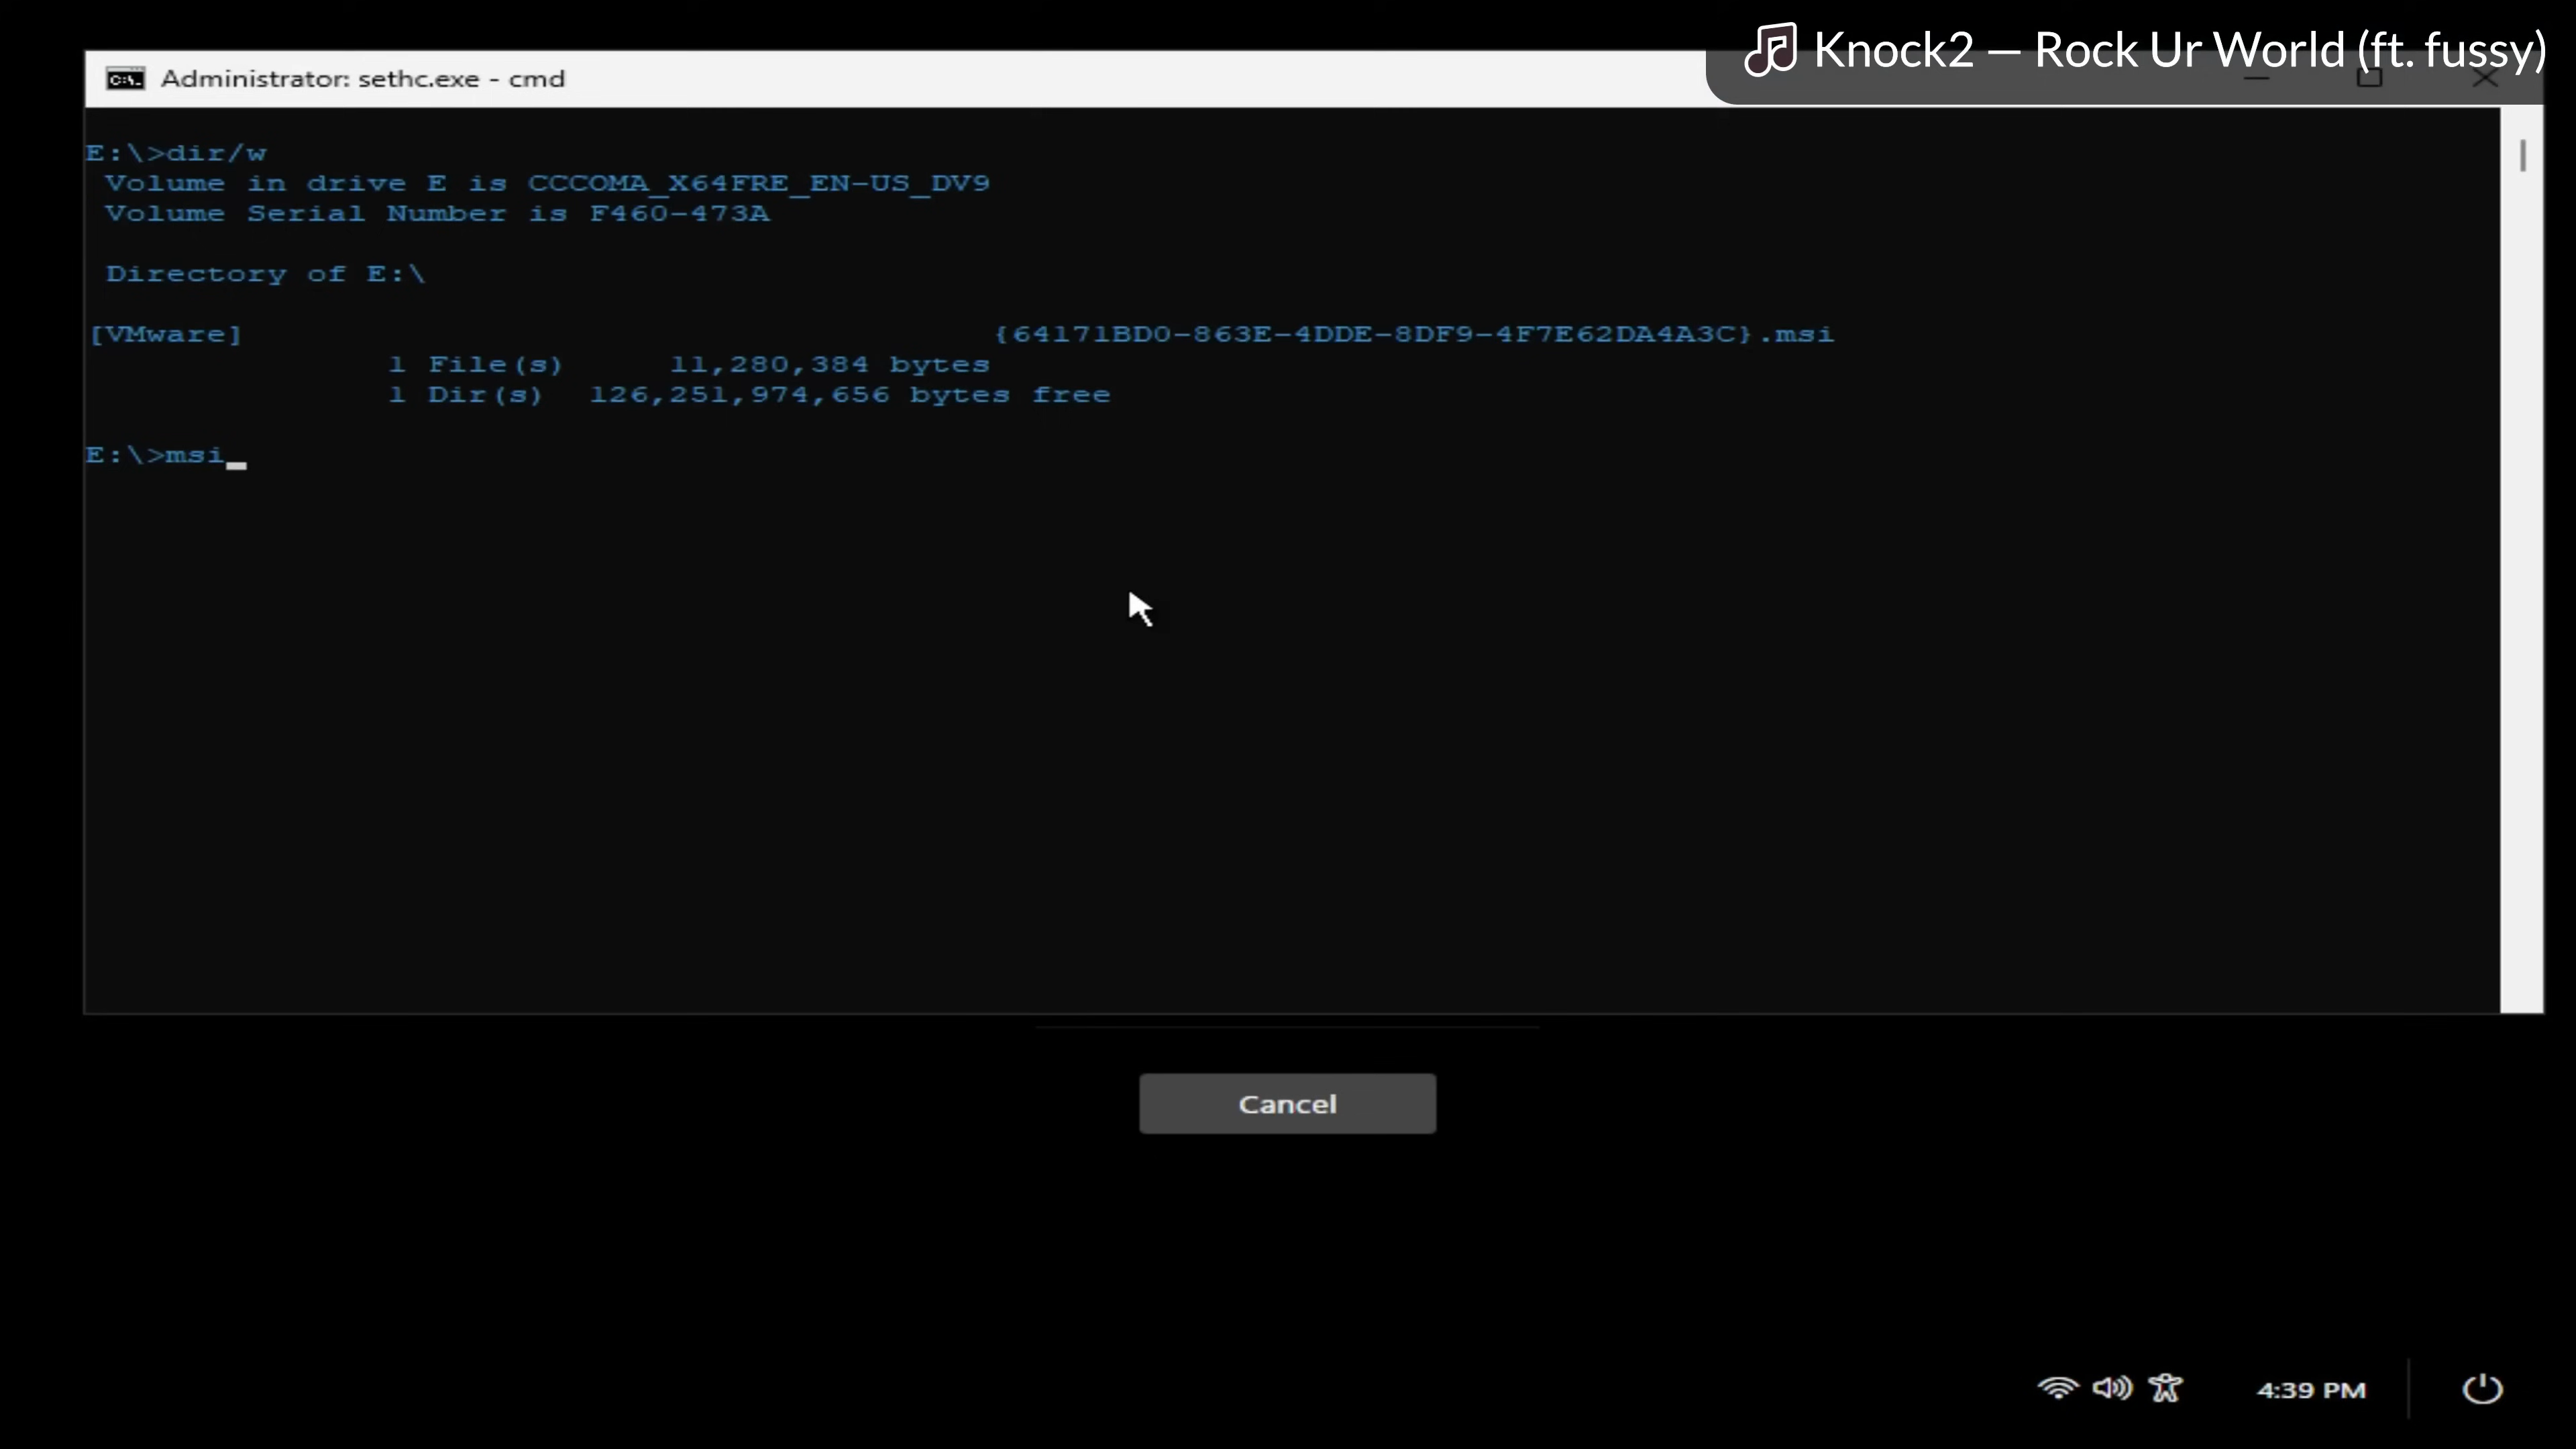 Knock2 — Rock Ur World (ft. fussy)
Administrator: sethc.exe - cmd
E:\>dir/w
Volume in drive E is CCCOMA_X64FRE_EN-US_DV9
Volume Serial Number is F460-473A
Directory of E:\
[VMware] {64171BD0-863E-4DDE-8DF9-4F7E62DA4A3C}.msi
1 File(s) 11,280,384 bytes
1 Dir(s) 126,251,974,656 bytes free
E:\>msi_
Cancel
4:39 PM